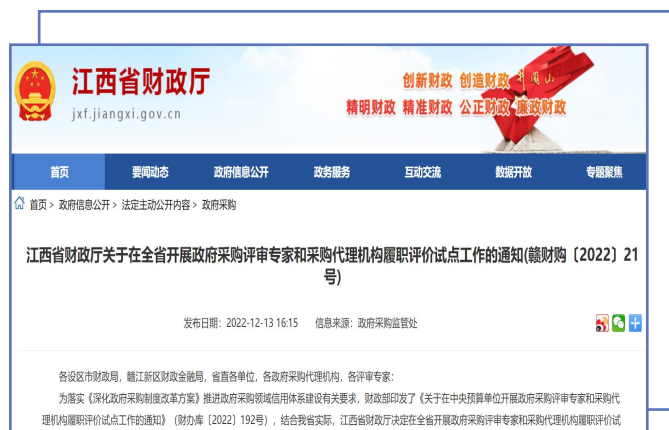 江西省财政厅
jxf.jiangxi.gov.cn
创新财政 创造财政
精明财政 精准财政 公正财政 廉政财政
首页 要闻动态 政府信息公开 政务服务 互动交流 数据开放 专题聚焦
首页> 政府信息公开> 法定主动公开内容> 政府采购
江西省财政厅关于在全省开展政府采购评审专家和采购代理机构履职评价试点工作的通知(赣财购〔2022〕21
号)
发布日期：2022-12-13 16:15 信息来源：政府采购监管处
各设区市财政局，赣江新区财政金融局，省直各单位，各政府采购代理机构，各评审专家：
为落实《深化政府采购制度改革方案》推进政府采购领域信用体系建设有关要求，财政部印发了《关于在中央预算单位开展政府采购评审专家和采购代
理机构履职评价试点工作的通知》（财办库〔2022〕192号），结合我省实际，江西省财政厅决定在全省开展政府采购评审专家和采购代理机构履职评价试